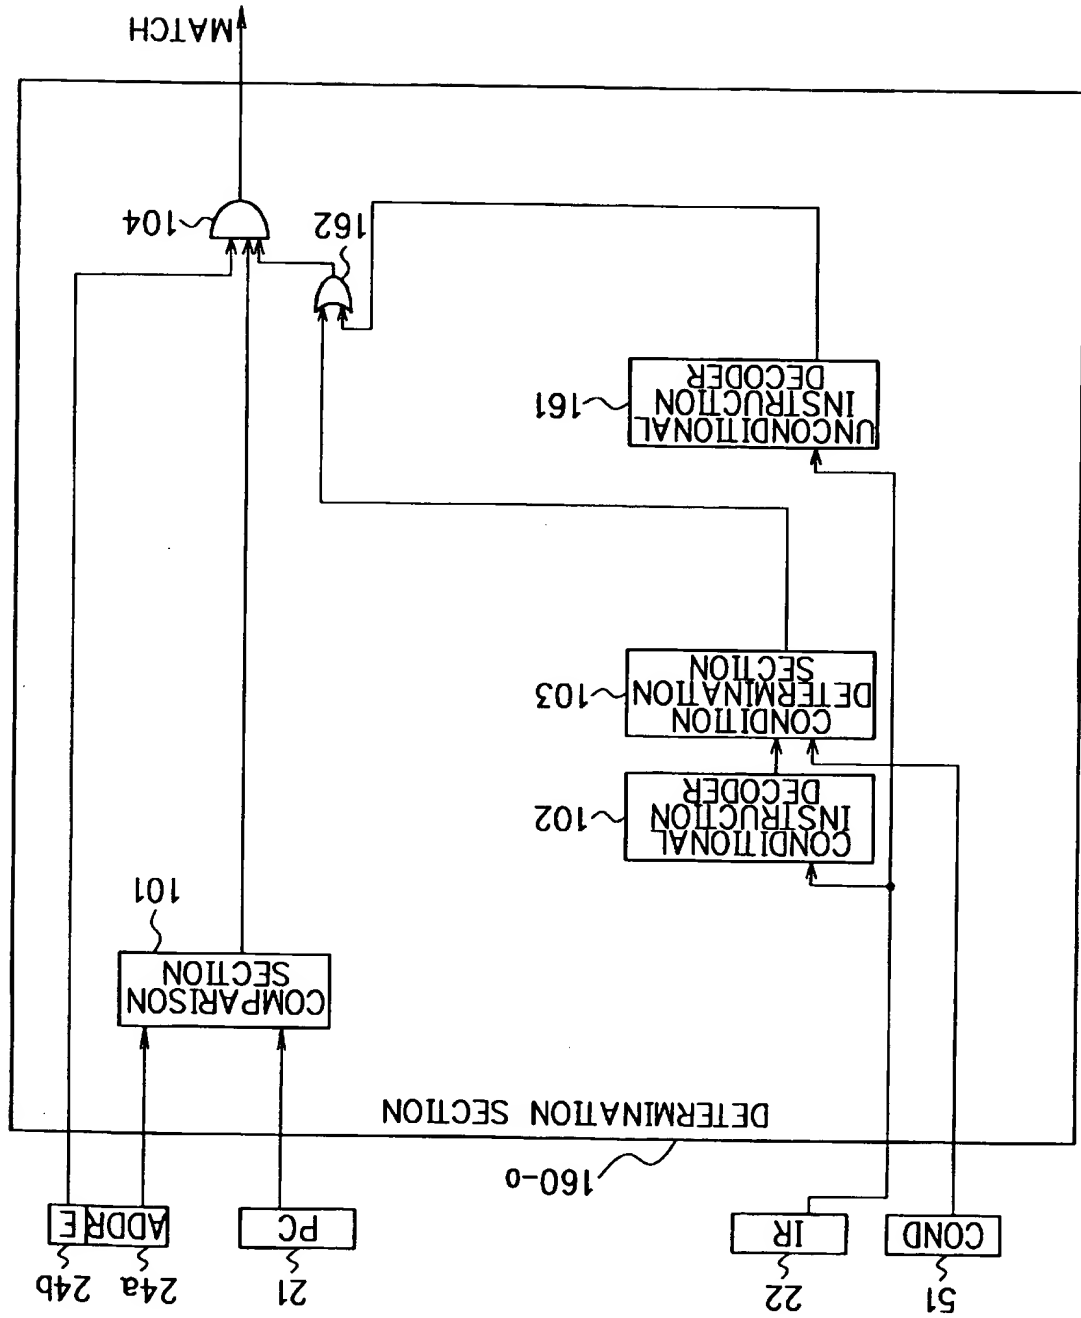 51
22
21
24a
24b
COND
IR
PC
ADDR
E
160-0
DETERMINATION SECTION
COMPARISON
SECTION
101
CONDITIONAL
INSTRUCTION
DECODER
102
CONDITION
DETERMINATION
SECTION
103
UNCONDITIONAL
INSTRUCTION
DECODER
161
162
104
MATCH